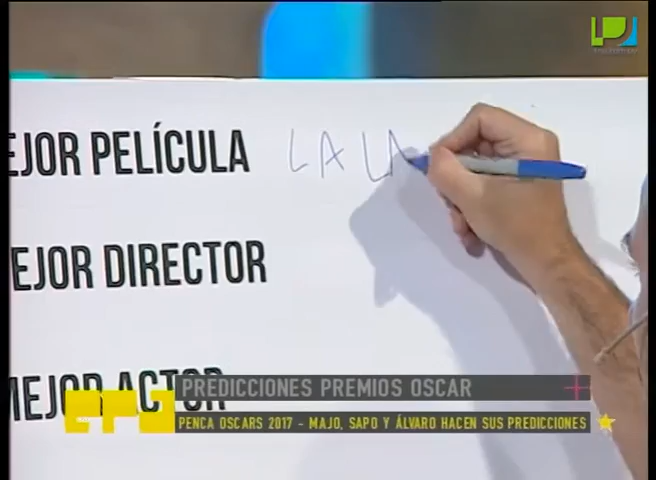 EJOR PELÍCULA LA LA
EJOR DIRECTOR
MEJOR ACTOR
PREDICCIONES PREMIOS OSCAR
PENCA OSCARS 2017 - MAJO, SAPO Y ÁLVARO HACEN SUS PREDICCIONES